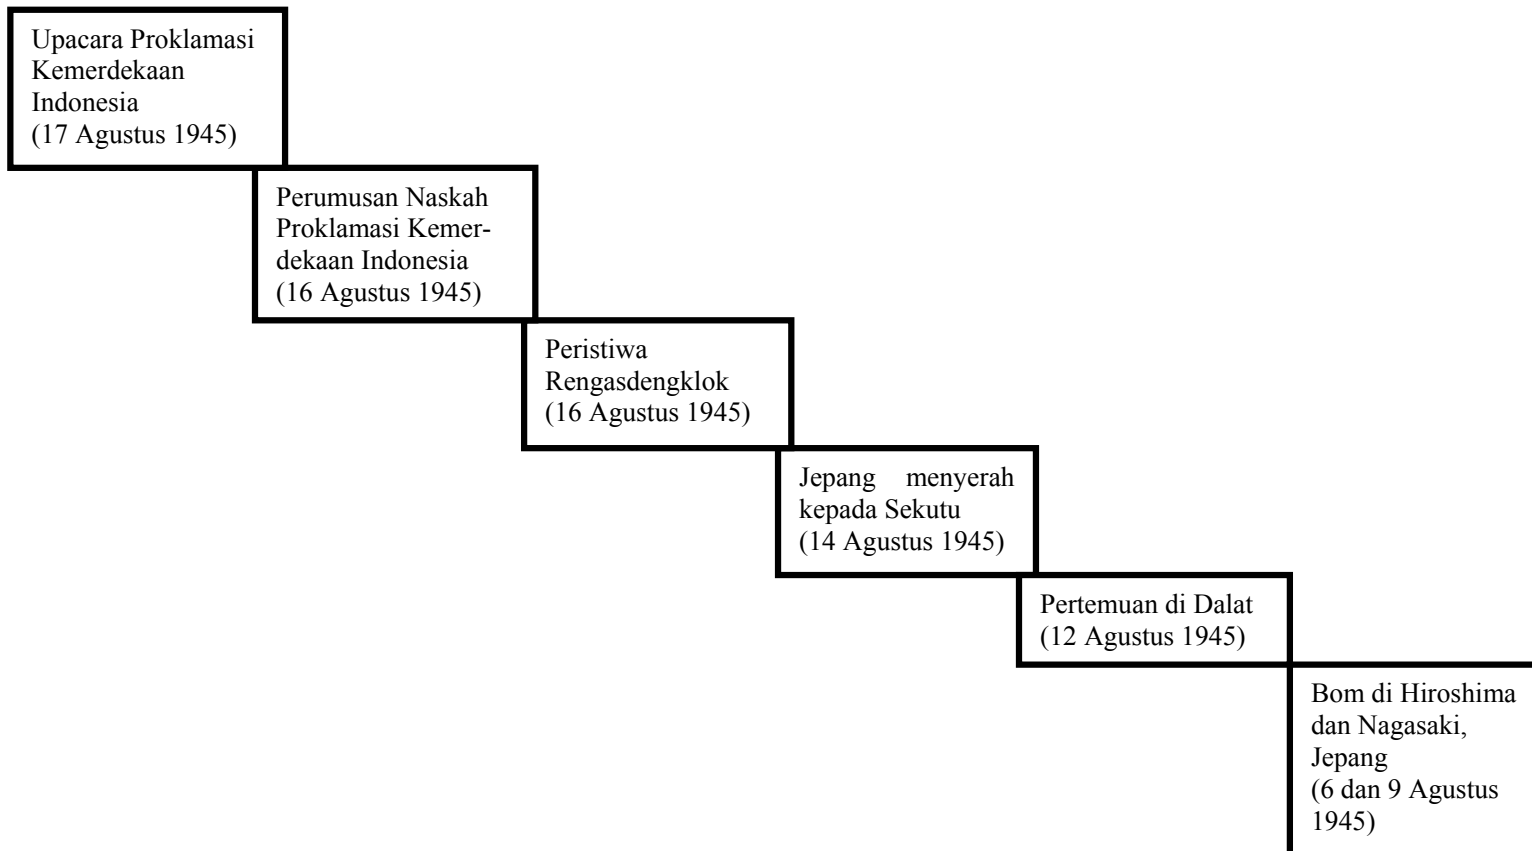 Upacara Proklamasi
Kemerdekaan
Indonesia
(17 Agustus 1945)
Perumusan Naskah
Proklamasi Kemer-
dekaan Indonesia
(16 Agustus 1945)
Peristiwa
Rengasdengklok
(16 Agustus 1945)
Jepang menyerah
kepada Sekutu
(14 Agustus 1945)
Pertemuan di Dalat
(12 Agustus 1945)
Bom di Hiroshima
dan Nagasaki,
Jepang
(6 dan 9 Agustus
1945)